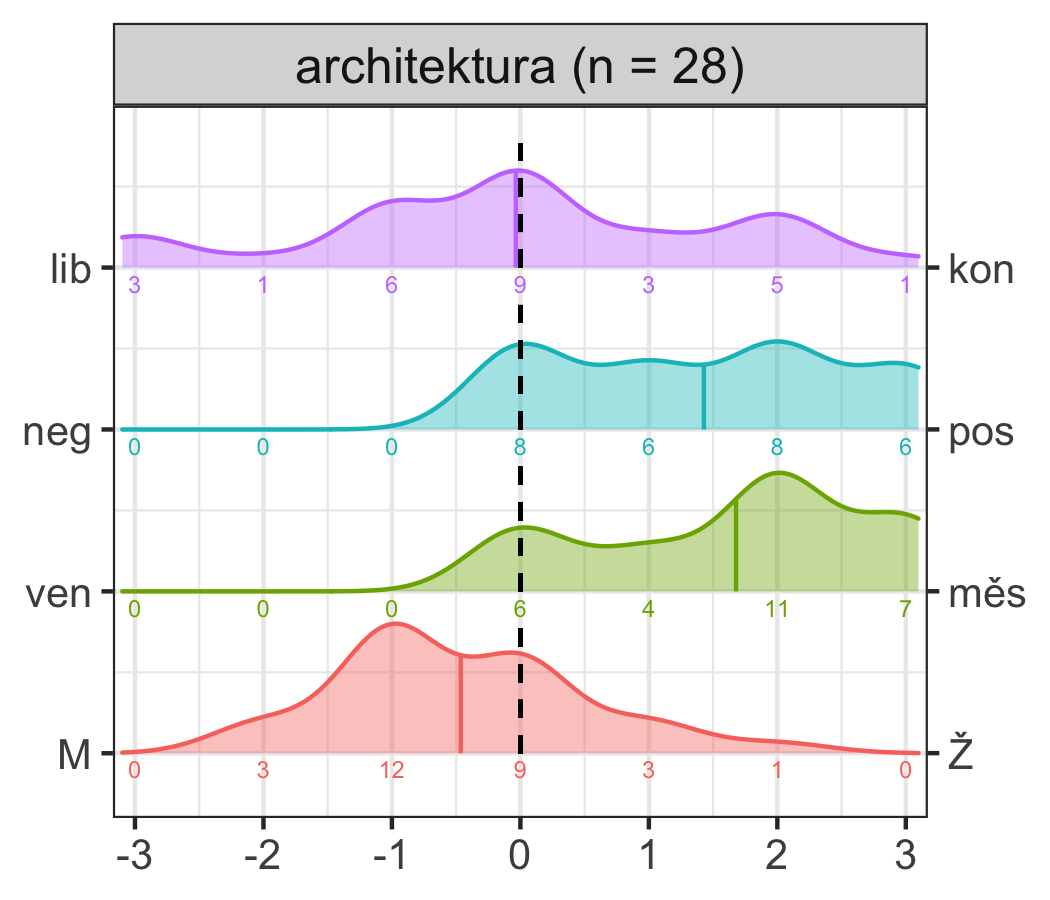 architektura (n = 28)
lib kon
3 1 6 9 3 5 1
neg pos
0 0 0 8 6 8 6
ven měs
0 0 0 6 4 11 7
M Ž
0 3 12 9 3 1 0
-3 -2 -1 0 1 2 3